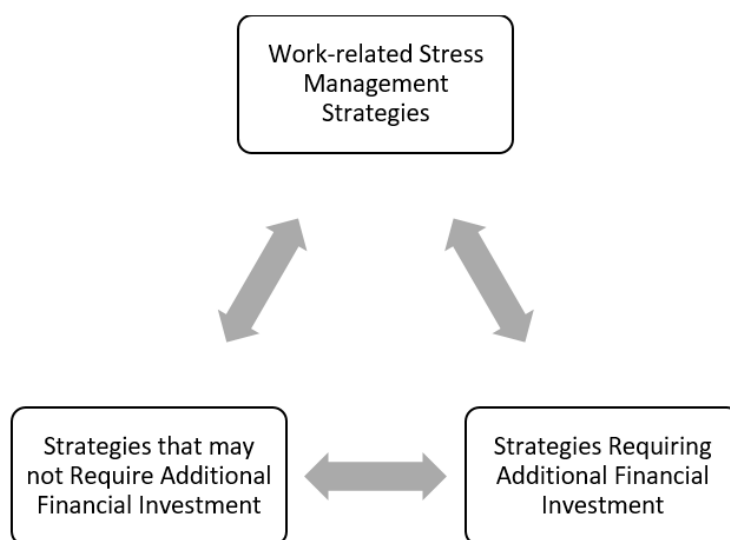 Work-related Stress
Management
Strategies
Strategies that may
not Require Additional
Financial Investment
Strategies Requiring
Additional Financial
Investment